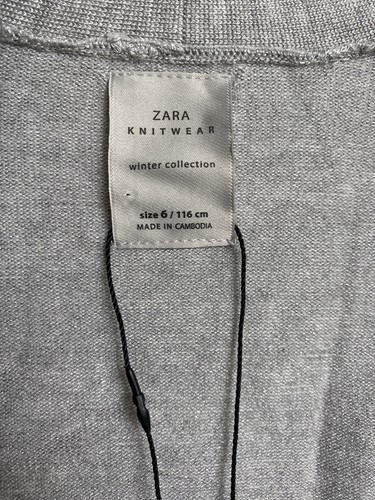 ZARA
KNITWEAR
winter collection
size 6 / 116 cm
MADE IN CAMBODIA